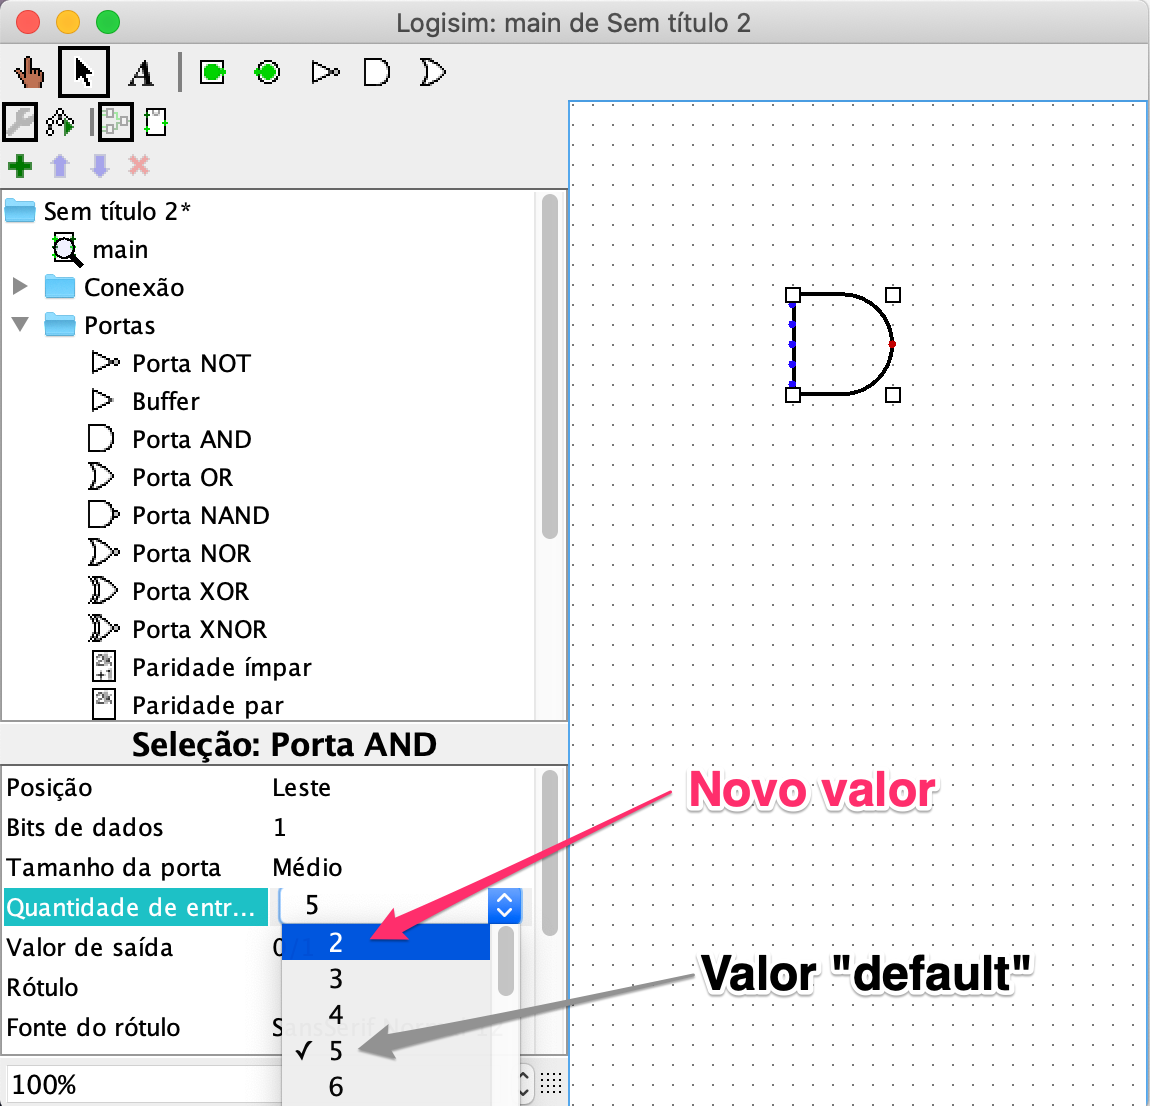 Logisim: main de Sem título 2
A
Sem título 2*
main
Conexão
Portas
Porta NOT
Buffer
Porta AND
Porta OR
Porta NAND
Porta NOR
Porta XOR
Porta XNOR
2k
+1
Paridade ímpar
2k
Paridade par
Seleção: Porta AND
Posição Leste
Bits de dados 1
Tamanho da porta Médio
Quantidade de entr... 5
Valor de saída
Rótulo
Fonte do rótulo
2
3
4
✓ 5
6
100%
Novo valor
Valor "default"